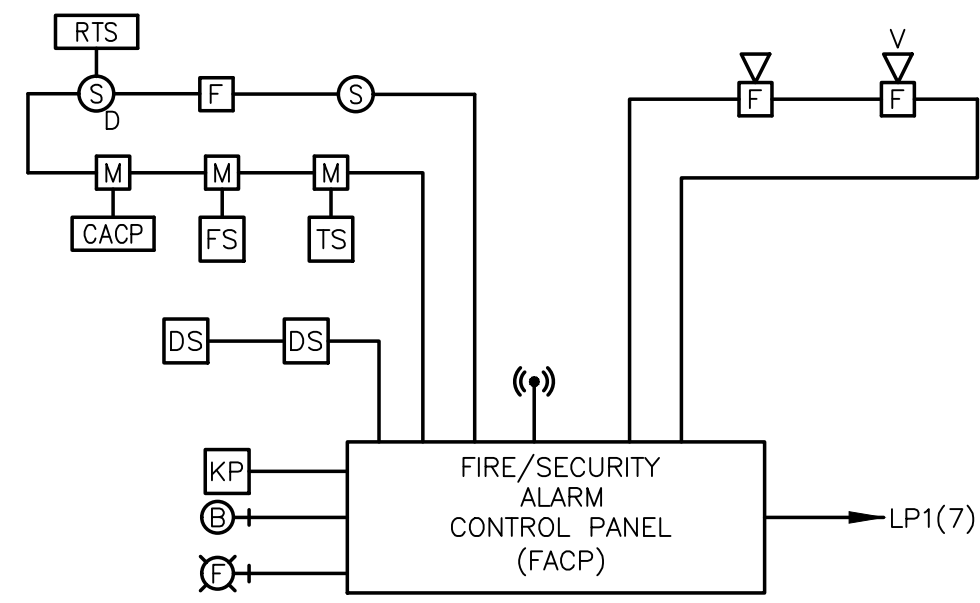 RTS
V
S
F
S
F
F
D
M
M
M
CACP
FS
TS
DS
DS
KP
B
F
FIRE/SECURITY
ALARM
CONTROL PANEL
(FACP)
LP1(7)